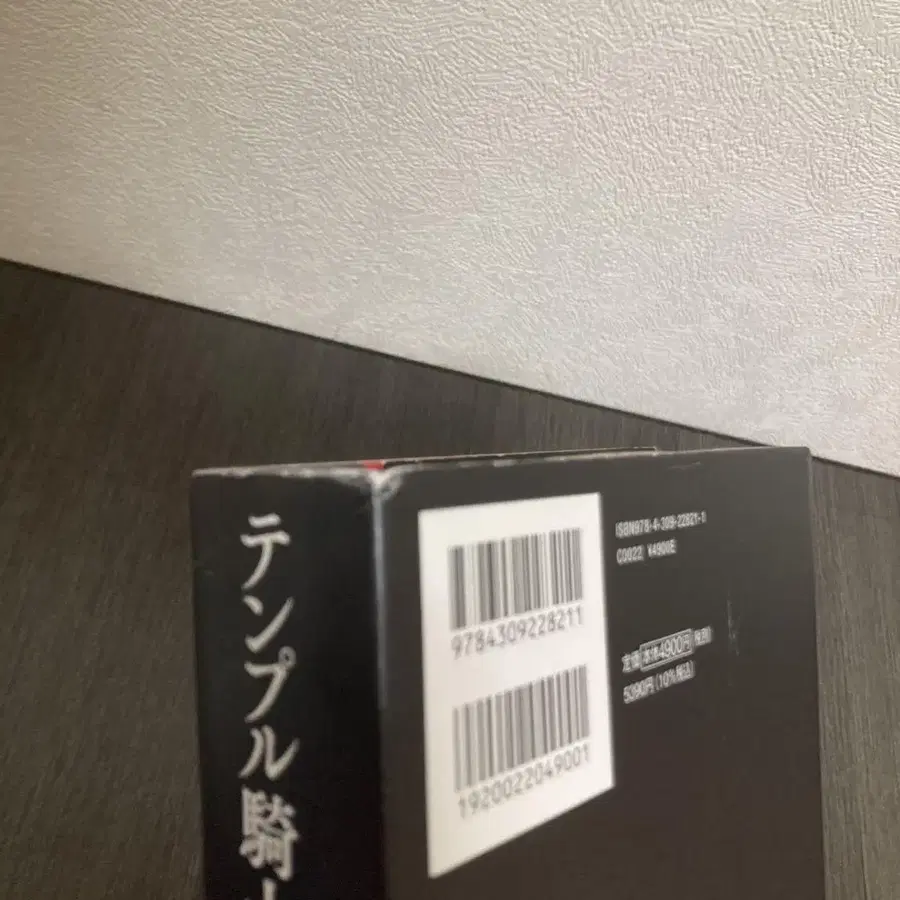 テンプル騎士
9784309228211
1920022049001
ISBN978-4-309-22821-1
C0022 ¥4900E
定価 本体4900円(税別)
5390円(10%税込)